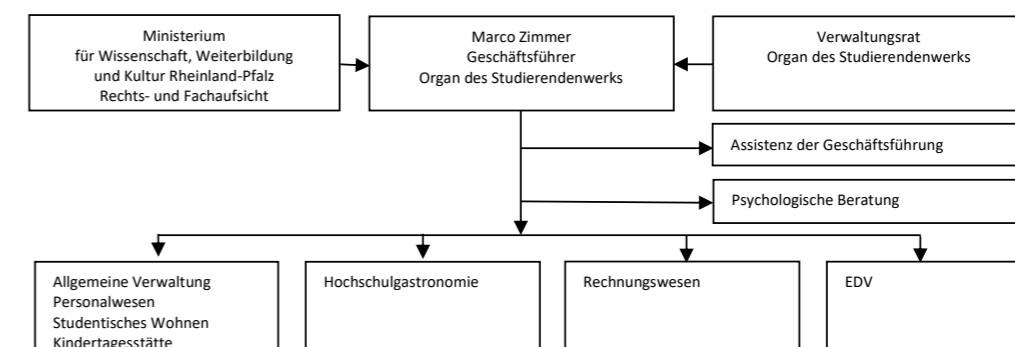 Ministerium
für Wissenschaft, Weiterbildung
und Kultur Rheinland-Pfalz
Rechts- und Fachaufsicht
Marco Zimmer
Geschäftsführer
Organ des Studierendenwerks
Verwaltungsrat
Organ des Studierendenwerks
Assistenz der Geschäftsführung
Psychologische Beratung
Allgemeine Verwaltung
Personalwesen
Studentisches Wohnen
Kindertagesstätte
Hochschulgastronomie
Rechnungswesen
EDV